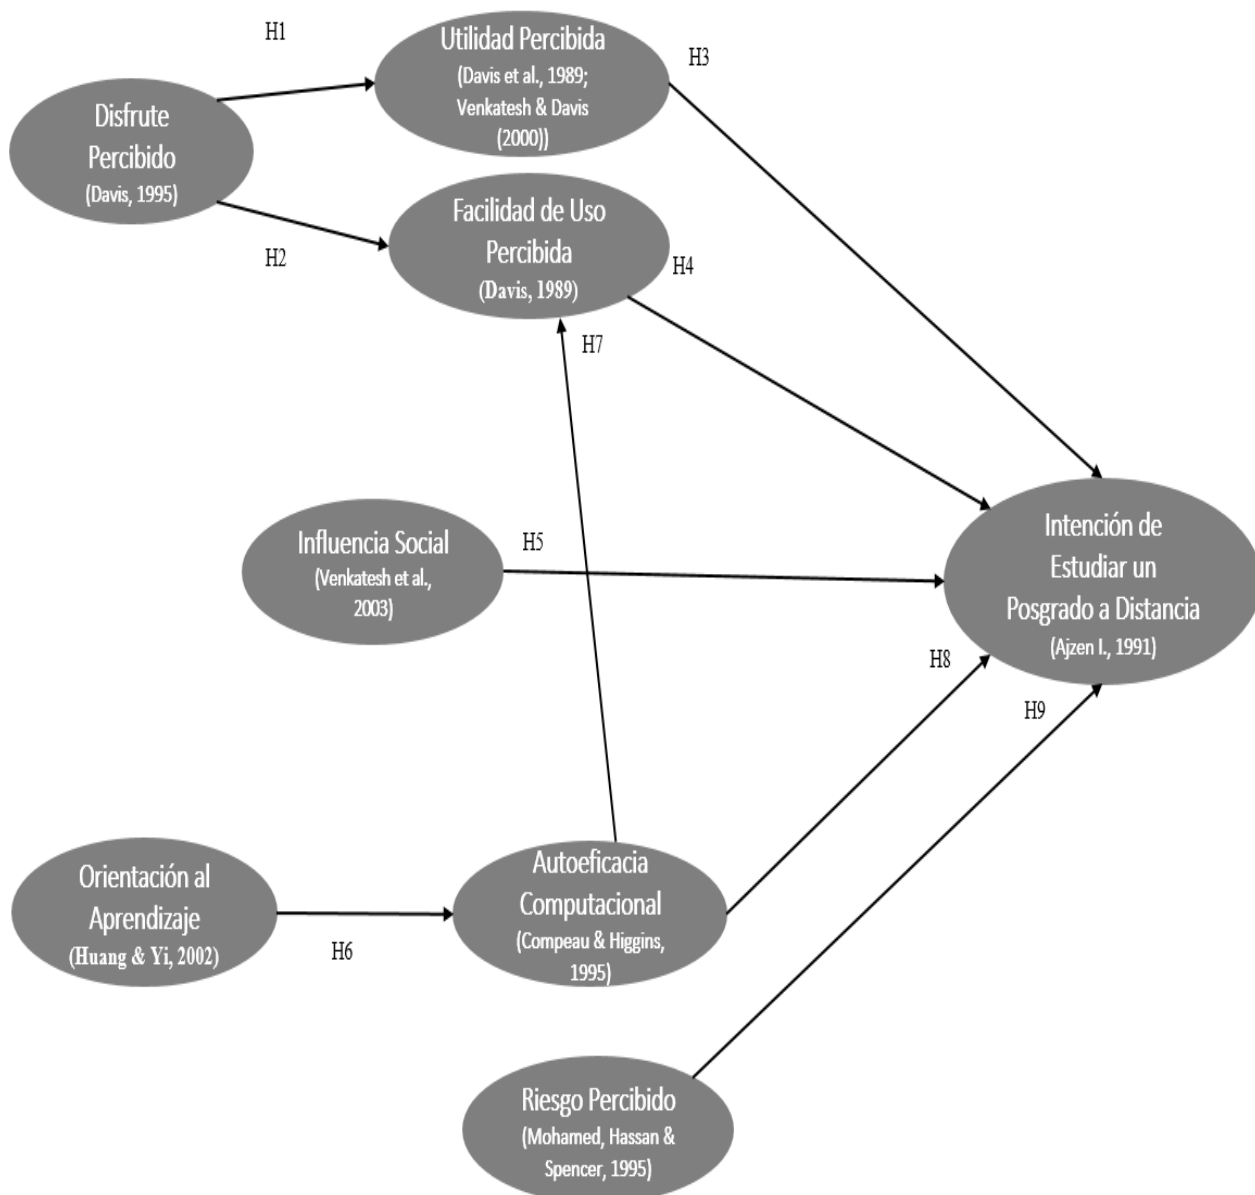 H1
Utilidad Percibida
(Davis et al., 1989;
Venkatesh & Davis
(2000))
H3
Disfrute
Percibido
(Davis, 1995)
H2
Facilidad de Uso
Percibida
(Davis, 1989)
H4
H7
Influencia Social
(Venkatesh et al.,
2003)
H5
Intención de
Estudiar un
Posgrado a Distancia
(Ajzen I., 1991)
H8
H9
Orientación al
Aprendizaje
(Huang & Yi, 2002)
H6
Autoeficacia
Computacional
(Compeau & Higgins,
1995)
Riesgo Percibido
(Mohamed, Hassan &
Spencer, 1995)